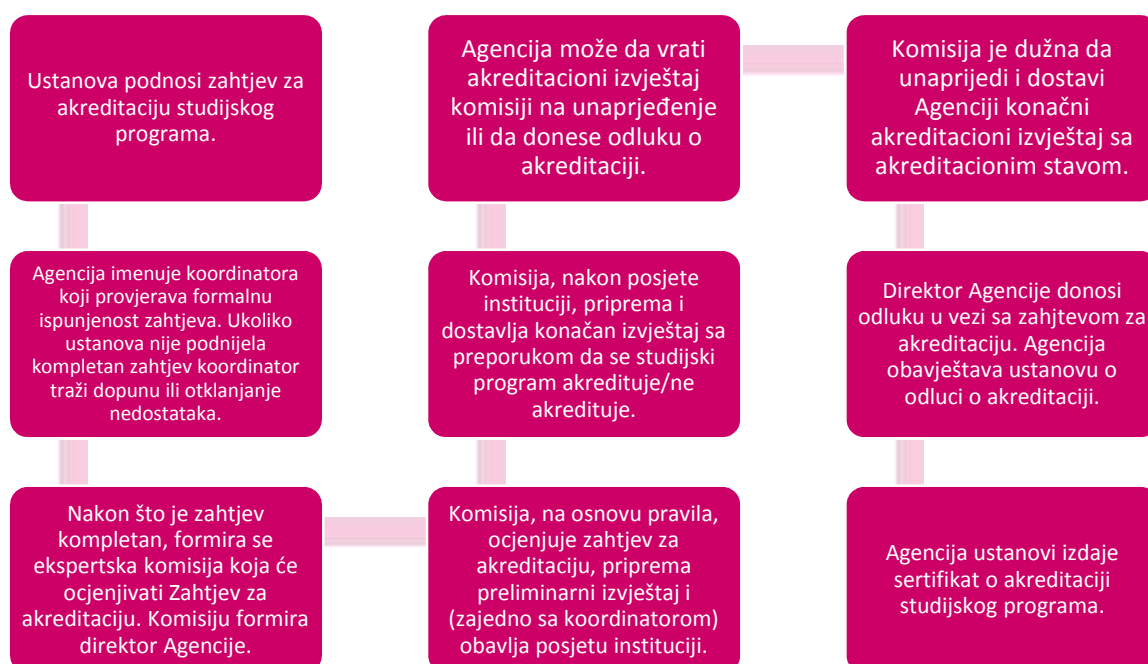 Ustanova podnosi zahtjev za
akreditaciju studijskog
programa.
Agencija imenuje koordinatora
koji provjerava formalnu
ispunjenost zahtjeva. Ukoliko
ustanova nije podnijela
kompletan zahtjev koordinator
traži dopunu ili otklanjanje
nedostataka.
Nakon što je zahtjev
kompletan, formira se
ekspertska komisija koja će
ocjenjivati Zahtjev za
akreditaciju. Komisiju formira
direktor Agencije.
Komisija, na osnovu pravila,
ocjenjuje zahtjev za
akreditaciju, priprema
preliminarni izvještaj i
(zajedno sa koordinatorom)
obavlja posjetu instituciji.
Komisija, nakon posjete
instituciji, priprema i
dostavlja konačan izvještaj sa
preporukom da se studijski
program akredituje/ne
akredituje.
Agencija može da vrati
akreditacioni izvještaj
komisiji na unaprjeđenje
ili da donese odluku o
akreditaciji.
Komisija je dužna da
unaprijedi i dostavi
Agenciji konačni
akreditacioni izvještaj sa
akreditacionim stavom.
Direktor Agencije donosi
odluku u vezi sa zahjtevom za
akreditaciju. Agencija
obavještava ustanovu o
odluci o akreditaciji.
Agencija ustanovi izdaje
sertifikat o akreditaciji
studijskog programa.